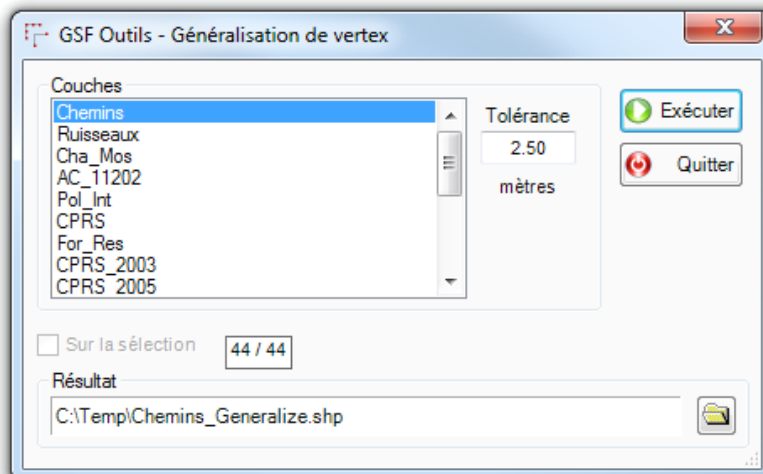 GSF Outils - Généralisation de vertex
Couches
Chemins
Ruisseaux
Cha_Mos
AC_11202
Pol_Int
CPRS
For_Res
CPRS_2003
CPRS_2005
Tolérance
2.50
mètres
Exécuter
Quitter
Sur la sélection
44 / 44
Résultat
C:\Temp\Chemins_Generalize.shp